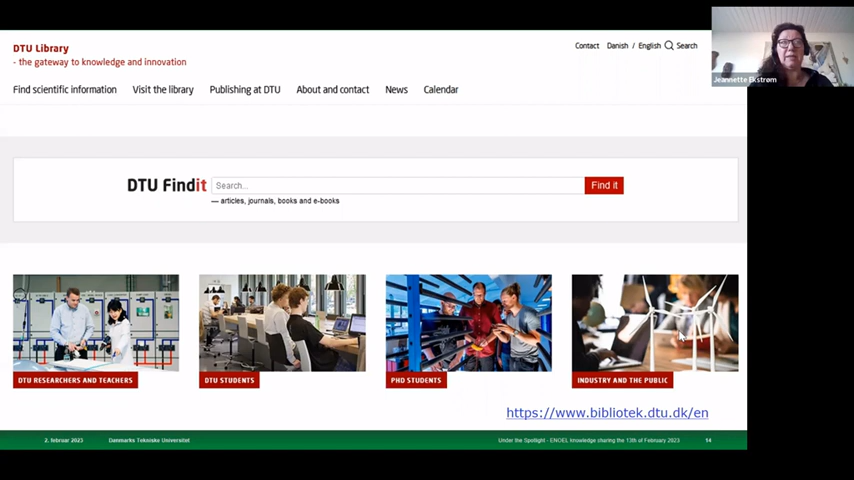 DTU Library
- the gateway to knowledge and innovation
Contact Danish / English Search
Find scientific information Visit the library Publishing at DTU About and contact News Calendar
Jeannette Ekstrøm
DTU Findit Search... Find it
— articles, journals, books and e-books
DTU RESEARCHERS AND TEACHERS
DTU STUDENTS
PHD STUDENTS
INDUSTRY AND THE PUBLIC
https://www.bibliotek.dtu.dk/en
2. februar 2023 Danmarks Tekniske Universitet Under the Spotlight - ENOEL knowledge sharing the 13th of February 2023 14